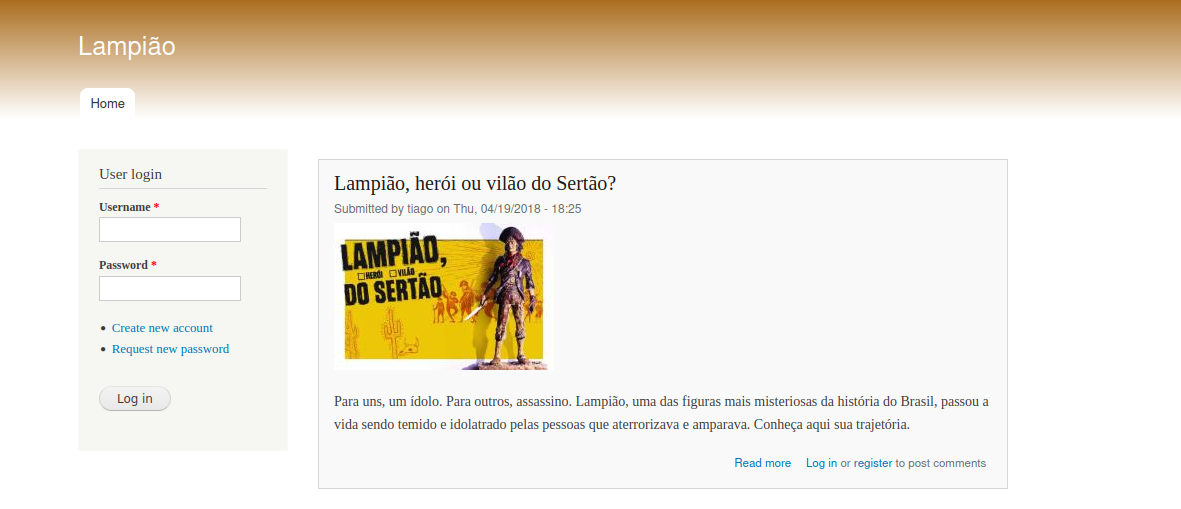 Lampião
Home
User login
Username *
Password *
Create new account
Request new password
Log in
Lampião, herói ou vilão do Sertão?
Submitted by tiago on Thu, 04/19/2018 - 18:25
LAMPIÃO,
HERÓI VILÃO
DO SERTÃO
Para uns, um ídolo. Para outros, assassino. Lampião, uma das figuras mais misteriosas da história do Brasil, passou a
vida sendo temido e idolatrado pelas pessoas que aterrorizava e amparava. Conheça aqui sua trajetória.
Read more Log in or register to post comments